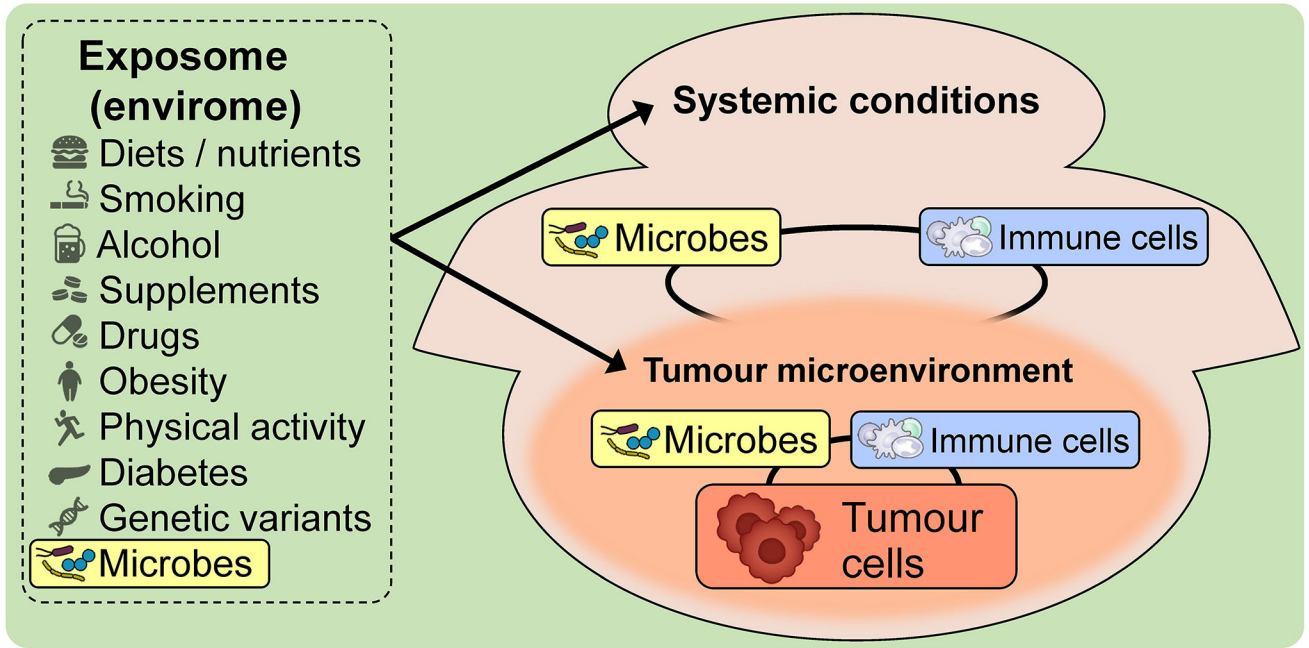 Exposome
(envirome)
Diets / nutrients
Smoking
Alcohol
Supplements
Drugs
Obesity
Physical activity
Diabetes
Genetic variants
Microbes
Systemic conditions
Microbes
Immune cells
Tumour microenvironment
Microbes
Immune cells
Tumour
cells